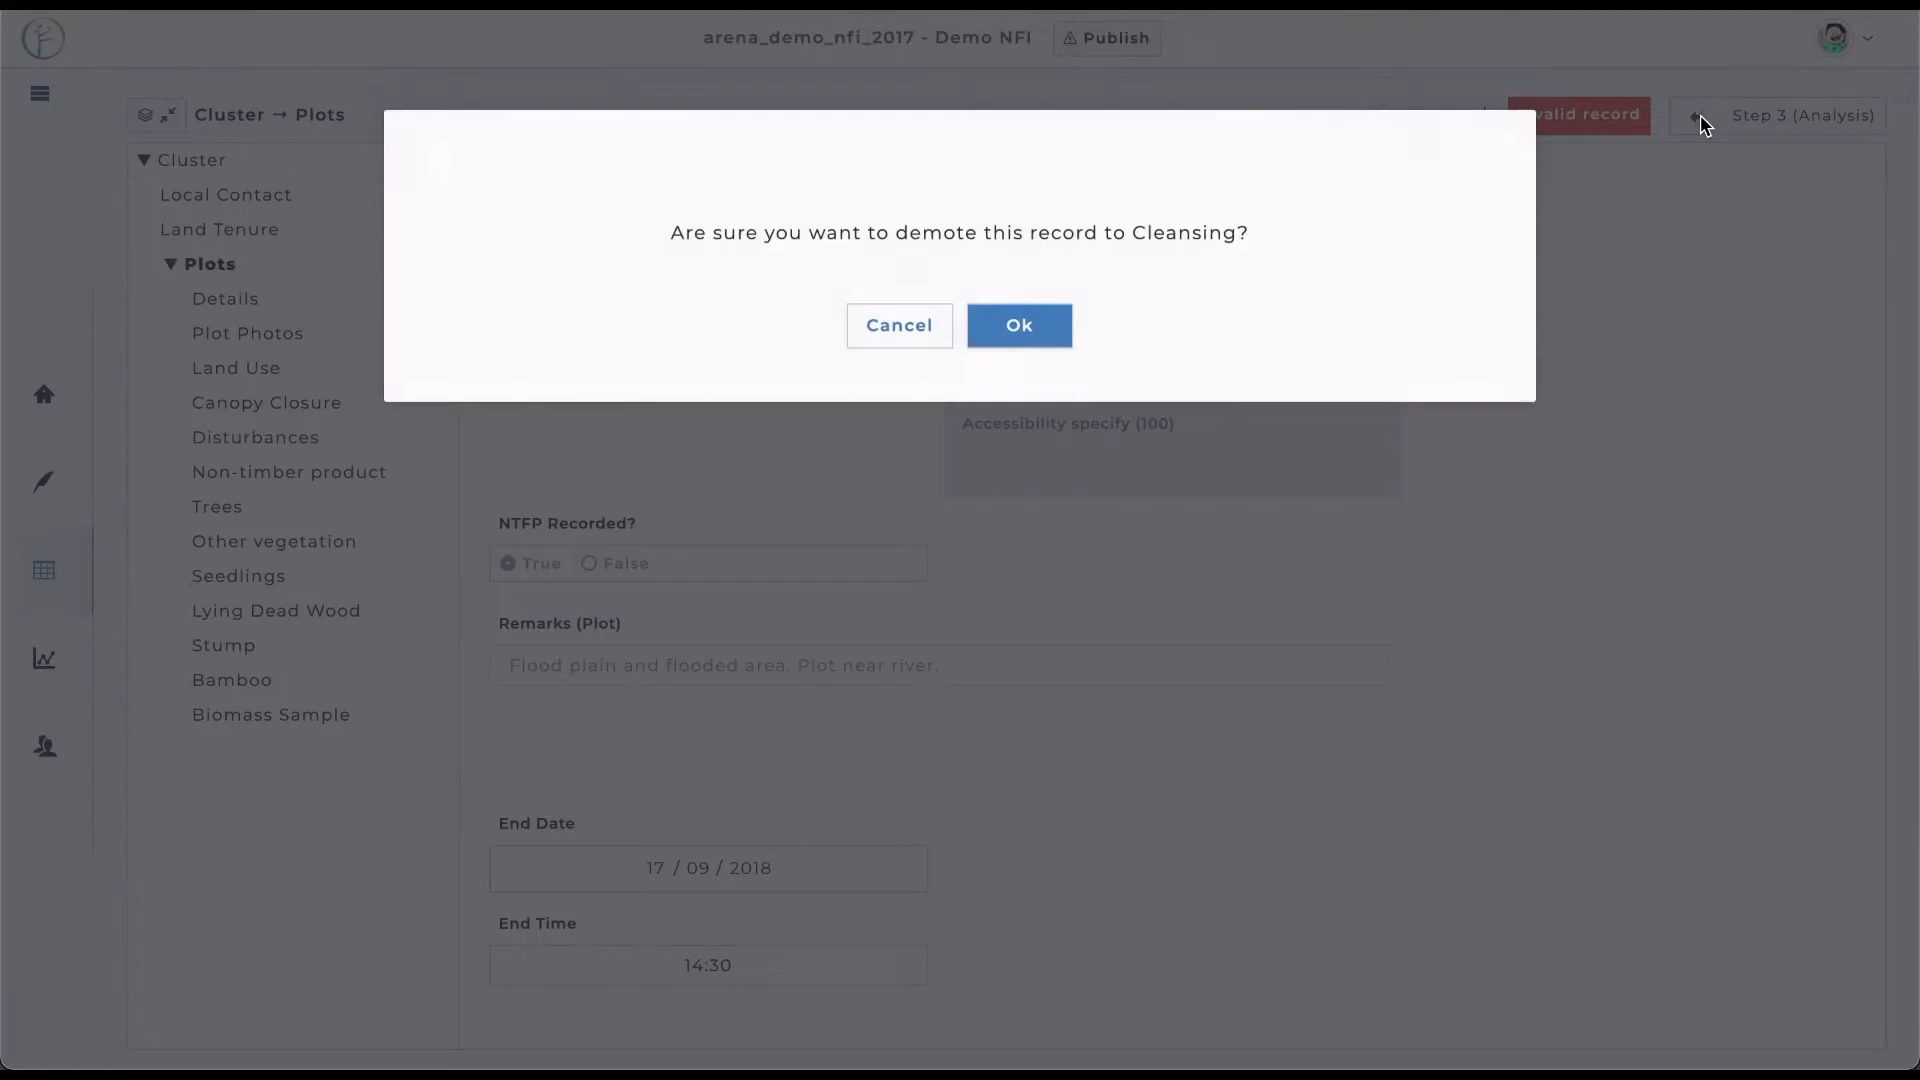 arena_demo_nfi_2017 - Demo NFI
Publish
Cluster → Plots
valid record
Step 3 (Analysis)
▼ Cluster
Local Contact
Land Tenure
▼ Plots
Details
Plot Photos
Land Use
Canopy Closure
Disturbances
Non-timber product
Trees
Other vegetation
Seedlings
Lying Dead Wood
Stump
Bamboo
Biomass Sample
Are sure you want to demote this record to Cleansing?
Cancel
Ok
Accessibility specify (100)
NTFP Recorded?
True False
Remarks (Plot)
Flood plain and flooded area. Plot near river.
End Date
17 / 09 / 2018
End Time
14:30